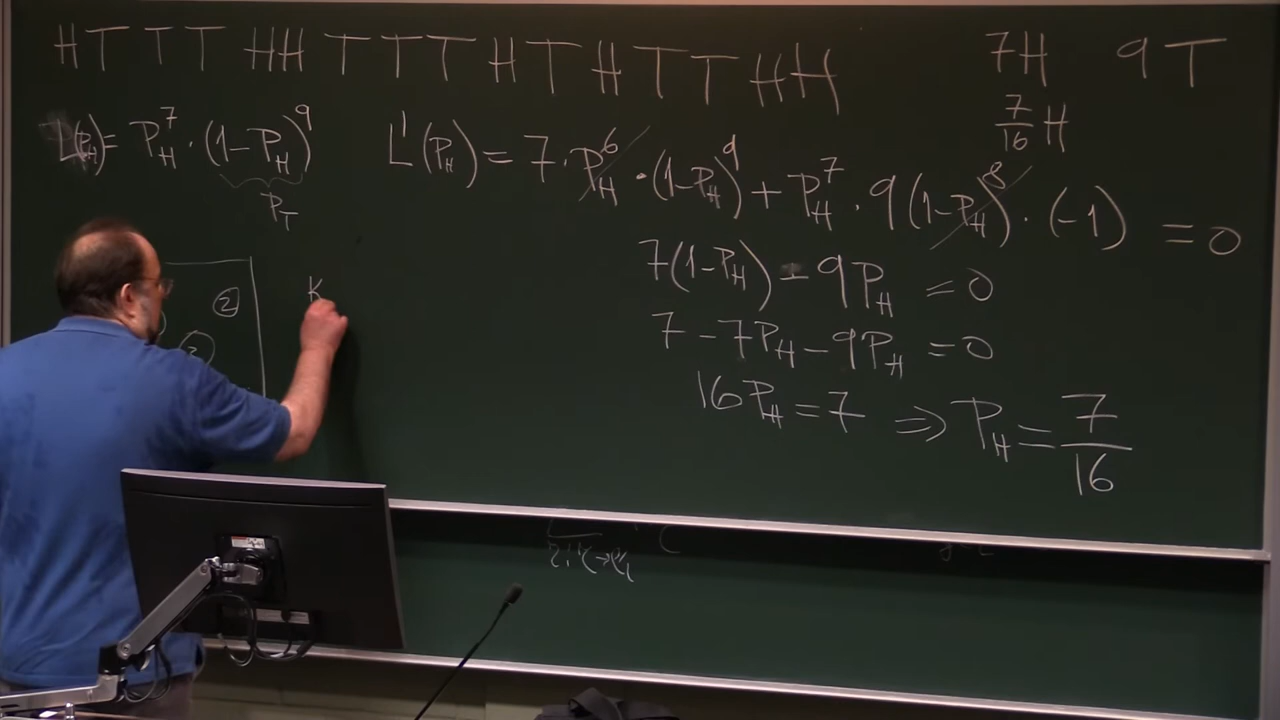 H T T T H H T T T H T H T T H H
7H 9T
7/16 H
L(P_H) = P_H^7 · (1-P_H)^9
P_T
L'(P_H) = 7 · P_H^6 · (1-P_H)^9 + P_H^7 · 9(1-P_H)^8 · (-1) = 0
7(1-P_H) - 9P_H = 0
7 - 7P_H - 9P_H = 0
16P_H = 7 ⇒ P_H = 7/16
2
K